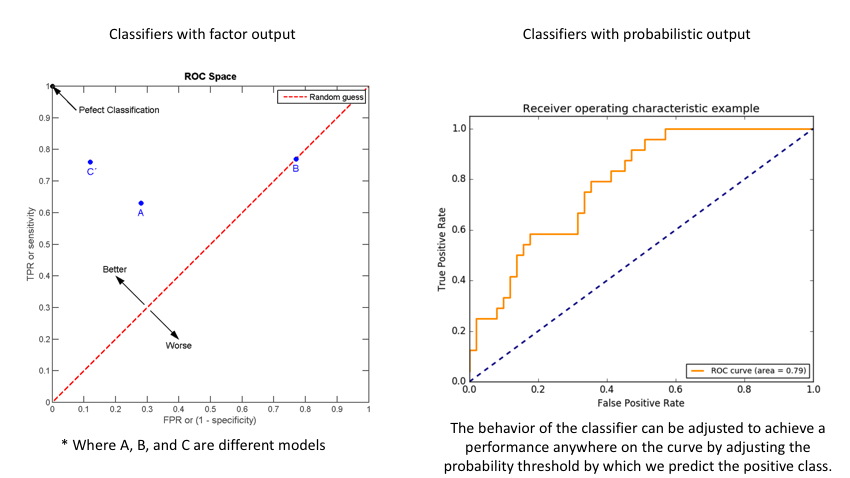 Classifiers with factor output
ROC Space
Random guess
Pefect Classification
C´
B
A
Better
Worse
TPR or sensitivity
1
0.9
0.8
0.7
0.6
0.5
0.4
0.3
0.2
0.1
0
0 0.1 0.2 0.3 0.4 0.5 0.6 0.7 0.8 0.9 1
FPR or (1 - specificity)
* Where A, B, and C are different models
Classifiers with probabilistic output
Receiver operating characteristic example
True Positive Rate
1.0
0.8
0.6
0.4
0.2
0.0
ROC curve (area = 0.79)
0.0 0.2 0.4 0.6 0.8 1.0
False Positive Rate
The behavior of the classifier can be adjusted to achieve a
performance anywhere on the curve by adjusting the
probability threshold by which we predict the positive class.